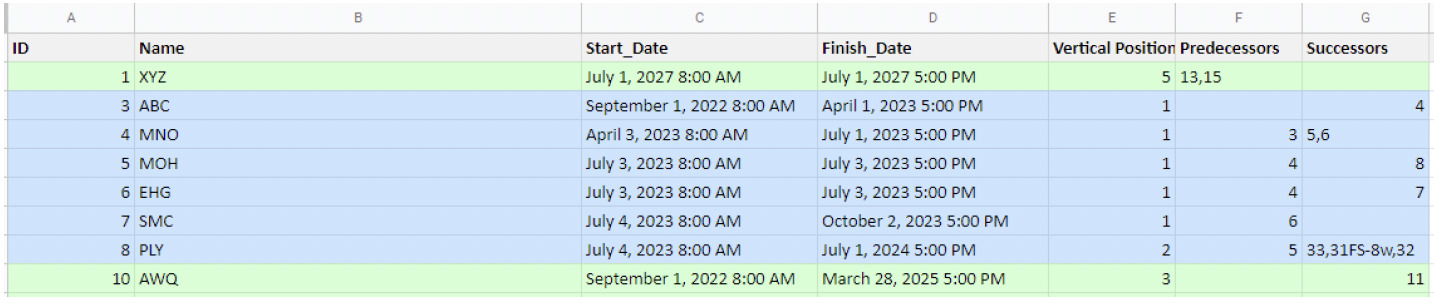 A B C D E F G
ID Name Start_Date Finish_Date Vertical Position Predecessors Successors
1 XYZ July 1, 2027 8:00 AM July 1, 2027 5:00 PM 5 13,15
3 ABC September 1, 2022 8:00 AM April 1, 2023 5:00 PM 1 4
4 MNO April 3, 2023 8:00 AM July 1, 2023 5:00 PM 1 3 5,6
5 MOH July 3, 2023 8:00 AM July 3, 2023 5:00 PM 1 4 8
6 EHG July 3, 2023 8:00 AM July 3, 2023 5:00 PM 1 4 7
7 SMC July 4, 2023 8:00 AM October 2, 2023 5:00 PM 1 6
8 PLY July 4, 2023 8:00 AM July 1, 2024 5:00 PM 2 5 33,31FS-8w,32
10 AWQ September 1, 2022 8:00 AM March 28, 2025 5:00 PM 3 11